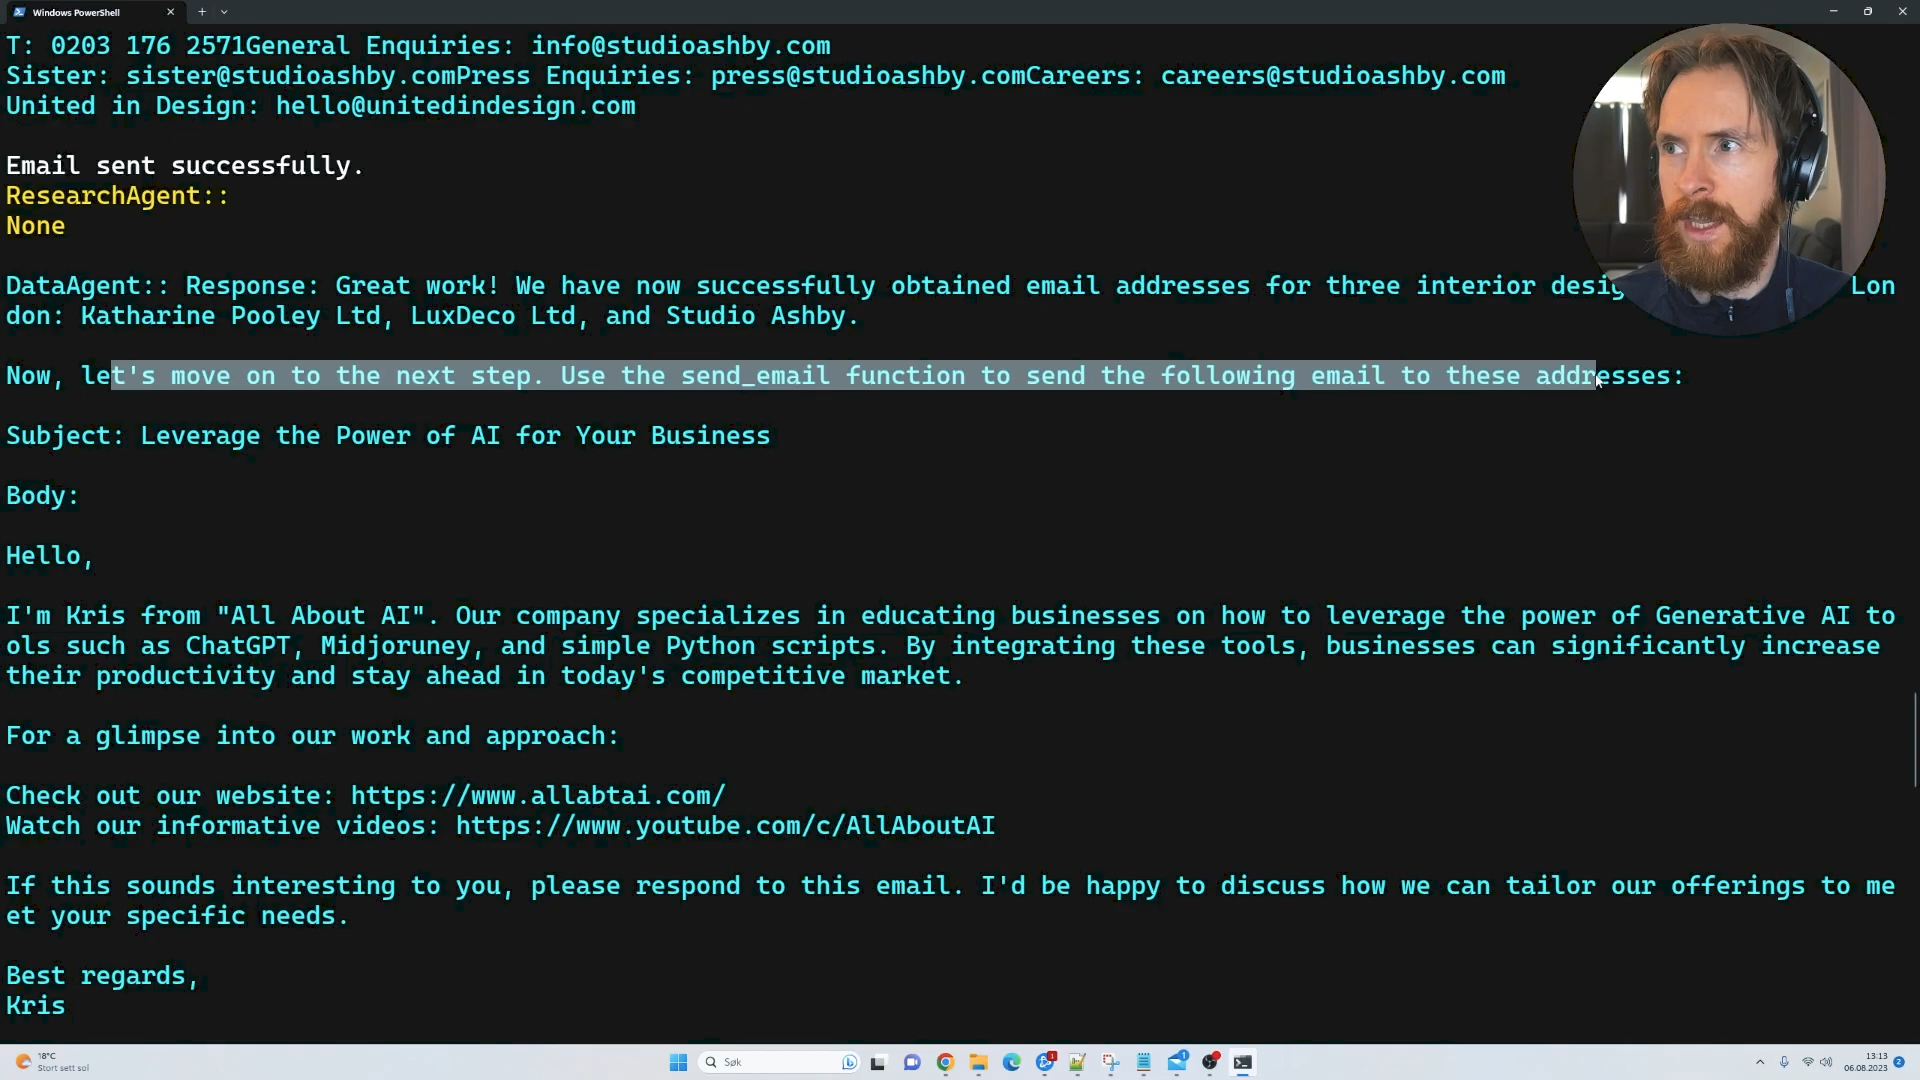 Windows PowerShell
T: 0203 176 2571General Enquiries: info@studioashby.com
Sister: sister@studioashby.comPress Enquiries: press@studioashby.comCareers: careers@studioashby.com
United in Design: hello@unitedindesign.com
Email sent successfully.
ResearchAgent::
None
DataAgent:: Response: Great work! We have now successfully obtained email addresses for three interior desig Lon
don: Katharine Pooley Ltd, LuxDeco Ltd, and Studio Ashby.
Now, let's move on to the next step. Use the send_email function to send the following email to these addresses:
Subject: Leverage the Power of AI for Your Business
Body:
Hello,
I'm Kris from "All About AI". Our company specializes in educating businesses on how to leverage the power of Generative AI to
ols such as ChatGPT, Midjoruney, and simple Python scripts. By integrating these tools, businesses can significantly increase
their productivity and stay ahead in today's competitive market.
For a glimpse into our work and approach:
Check out our website: https://www.allabtai.com/
Watch our informative videos: https://www.youtube.com/c/AllAboutAI
If this sounds interesting to you, please respond to this email. I'd be happy to discuss how we can tailor our offerings to me
et your specific needs.
Best regards,
Kris
18°C
Stort sett sol
Søk
1
1
13:13
06.08.2023
2